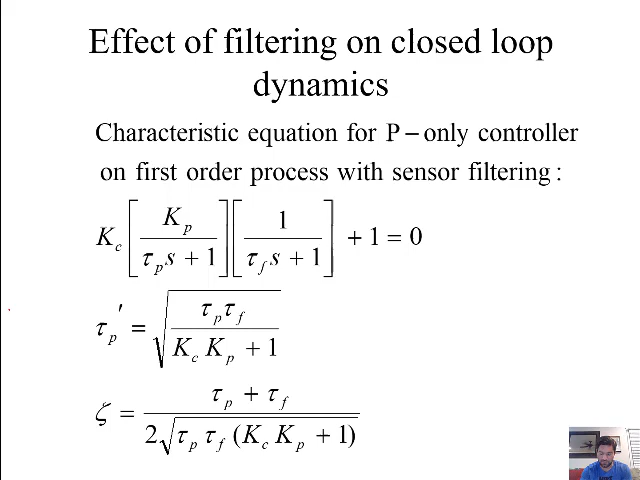 Effect of filtering on closed loop
dynamics
Characteristic equation for P – only controller
on first order process with sensor filtering :
K_c [ K_p / (τ_p s + 1) ] [ 1 / (τ_f s + 1) ] + 1 = 0
τ_p′ = √( τ_p τ_f / (K_c K_p + 1) )
ζ = (τ_p + τ_f) / (2√(τ_p τ_f (K_c K_p + 1)))